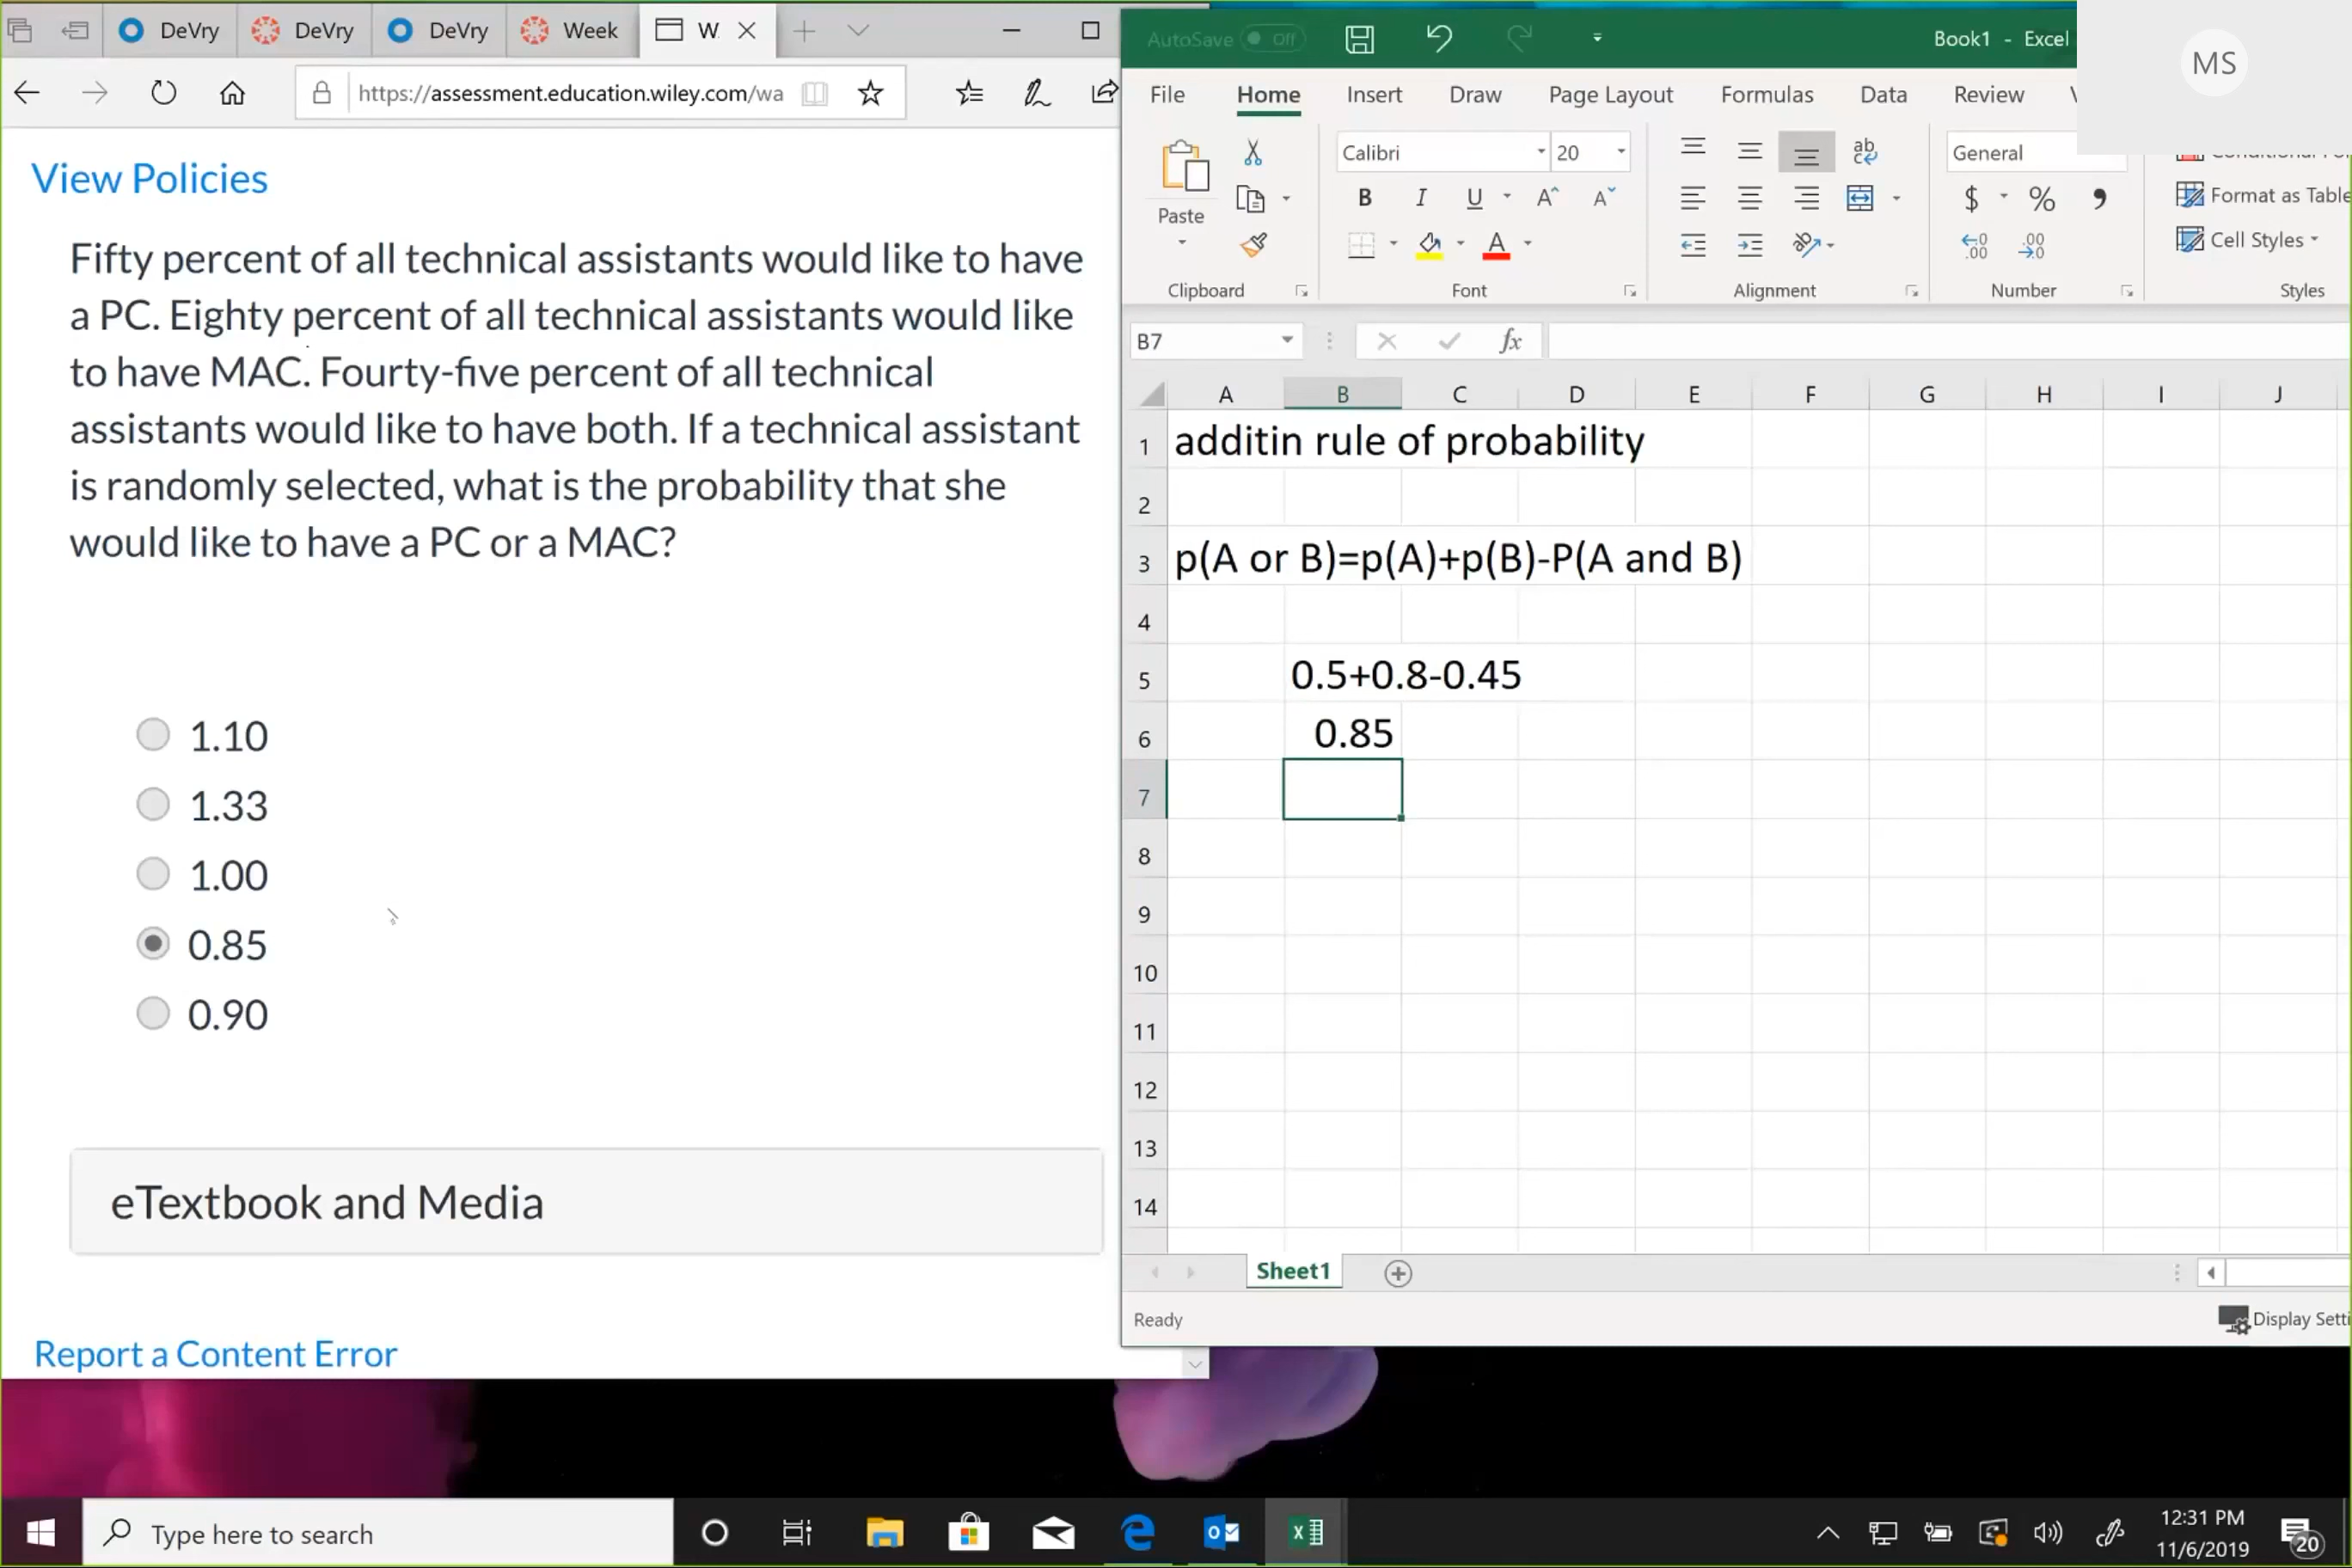 DeVry
DeVry
DeVry
Week
W
https://assessment.education.wiley.com/wa
View Policies
Fifty percent of all technical assistants would like to have
a PC. Eighty percent of all technical assistants would like
to have MAC. Fourty-five percent of all technical
assistants would like to have both. If a technical assistant
is randomly selected, what is the probability that she
would like to have a PC or a MAC?
1.10
1.33
1.00
0.85
0.90
eTextbook and Media
Report a Content Error
AutoSave Off
Book1 - Excel
MS
File Home Insert Draw Page Layout Formulas Data Review
Paste
Calibri 20
General
B I U A A
$ % 9
Format as Table
Cell Styles
Clipboard Font Alignment Number Styles
B7
fx
A B C D E F G H I J
1 additin rule of probability
2
3 p(A or B)=p(A)+p(B)-P(A and B)
4
5 0.5+0.8-0.45
6 0.85
7
8
9
10
11
12
13
14
Sheet1
Ready
Display Setti
Type here to search
12:31 PM
11/6/2019
20